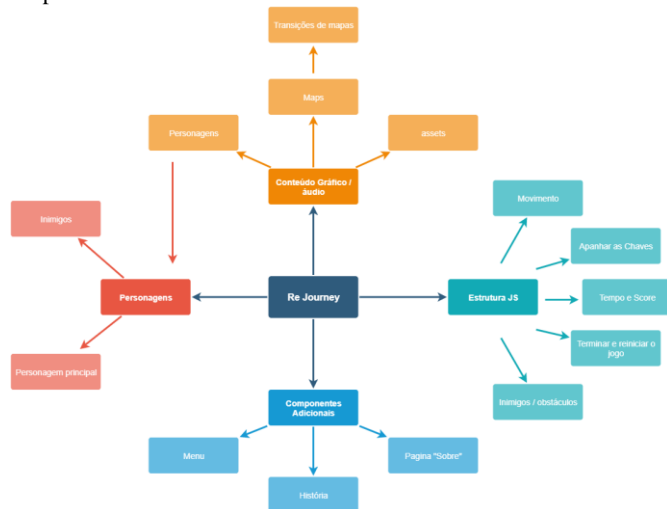 Transições de mapas
Maps
Personagens
assets
Conteúdo Gráfico /
áudio
Movimento
Inimigos
Apanhar as Chaves
Personagens
Re Journey
Estrutura JS
Tempo e Score
Terminar e reiniciar o
jogo
Personagem principal
Inimigos / obstáculos
Componentes
Adicionais
Menu
Pagina "Sobre"
História